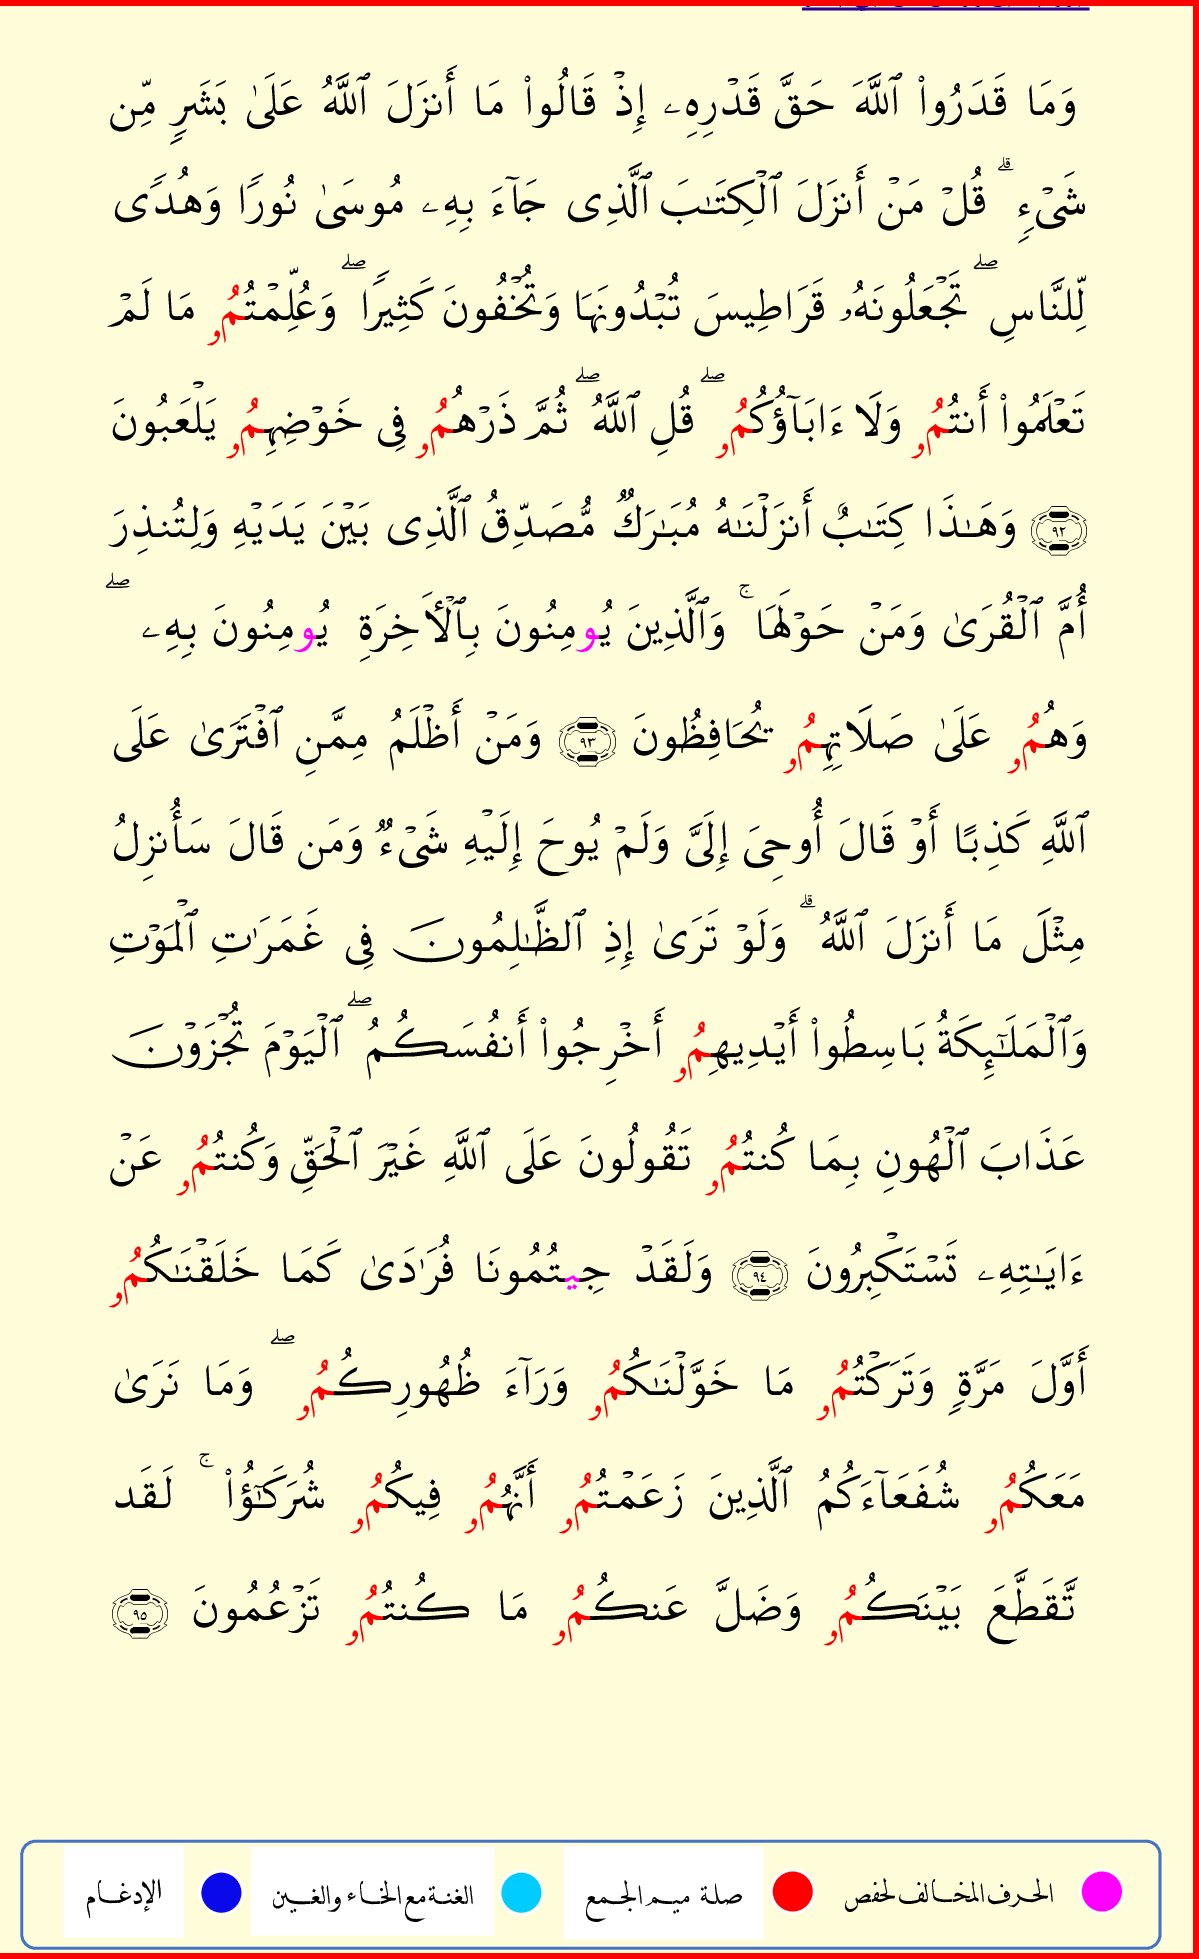 وَمَا قَدَرُوا۟ ٱللَّهَ حَقَّ قَدْرِهِۦ إِذْ قَالُوا۟ مَا أَنزَلَ ٱللَّهُ عَلَىٰ بَشَرٍ مِّن
شَىْءٍ ۗ قُلْ مَنْ أَنزَلَ ٱلْكِتَـٰبَ ٱلَّذِى جَآءَ بِهِۦ مُوسَىٰ نُورًا وَهُدًى
لِّلنَّاسِ ۖ تَجْعَلُونَهُۥ قَرَاطِيسَ تُبْدُونَهَا وَتُخْفُونَ كَثِيرًا ۖ وَعُلِّمْتُمُۥ مَا لَمْ
تَعْلَمُوا۟ أَنتُمُۥ وَلَا ءَابَآؤُكُمُۥ ۖ قُلِ ٱللَّهُ ۖ ثُمَّ ذَرْهُمُۥ فِى خَوْضِهِمُۥ يَلْعَبُونَ
٩٢ وَهَـٰذَا كِتَـٰبٌ أَنزَلْنَـٰهُ مُبَـٰرَكٌ مُّصَدِّقُ ٱلَّذِى بَيْنَ يَدَيْهِ وَلِتُنذِرَ
أُمَّ ٱلْقُرَىٰ وَمَنْ حَوْلَهَا ۚ وَٱلَّذِينَ يُومِنُونَ بِٱلْأَخِرَةِ يُومِنُونَ بِهِۦ ۖ
وَهُمُۥ عَلَىٰ صَلَاتِهِمُۥ يُحَافِظُونَ ٩٣ وَمَنْ أَظْلَمُ مِمَّنِ ٱفْتَرَىٰ عَلَى
ٱللَّهِ كَذِبًا أَوْ قَالَ أُوحِىَ إِلَىَّ وَلَمْ يُوحَ إِلَيْهِ شَىْءٌ وَمَن قَالَ سَأُنزِلُ
مِثْلَ مَا أَنزَلَ ٱللَّهُ ۗ وَلَوْ تَرَىٰ إِذِ ٱلظَّـٰلِمُونَ فِى غَمَرَٰتِ ٱلْمَوْتِ
وَٱلْمَلَـٰٓئِكَةُ بَاسِطُوا۟ أَيْدِيهِمُۥ أَخْرِجُوا۟ أَنفُسَكُمُ ۖ ٱلْيَوْمَ تُجْزَوْنَ
عَذَابَ ٱلْهُونِ بِمَا كُنتُمُۥ تَقُولُونَ عَلَى ٱللَّهِ غَيْرَ ٱلْحَقِّ وَكُنتُمُۥ عَنْ
ءَايَـٰتِهِۦ تَسْتَكْبِرُونَ ٩٤ وَلَقَدْ جِيتُمُونَا فُرَٰدَىٰ كَمَا خَلَقْنَـٰكُمُۥ
أَوَّلَ مَرَّةٍ وَتَرَكْتُمُۥ مَا خَوَّلْنَـٰكُمُۥ وَرَآءَ ظُهُورِكُمُۥ ۖ وَمَا نَرَىٰ
مَعَكُمُۥ شُفَعَآءَكُمُ ٱلَّذِينَ زَعَمْتُمُۥ أَنَّهُمُۥ فِيكُمُۥ شُرَكَـٰٓؤُا۟ ۚ لَقَد
تَّقَطَّعَ بَيْنَكُمُۥ وَضَلَّ عَنكُمُۥ مَا كُنتُمُۥ تَزْعُمُونَ ٩٥
الحرف المخالف لحفص صلة ميم الجمع الغنة مع الخاء والغين الإدغام